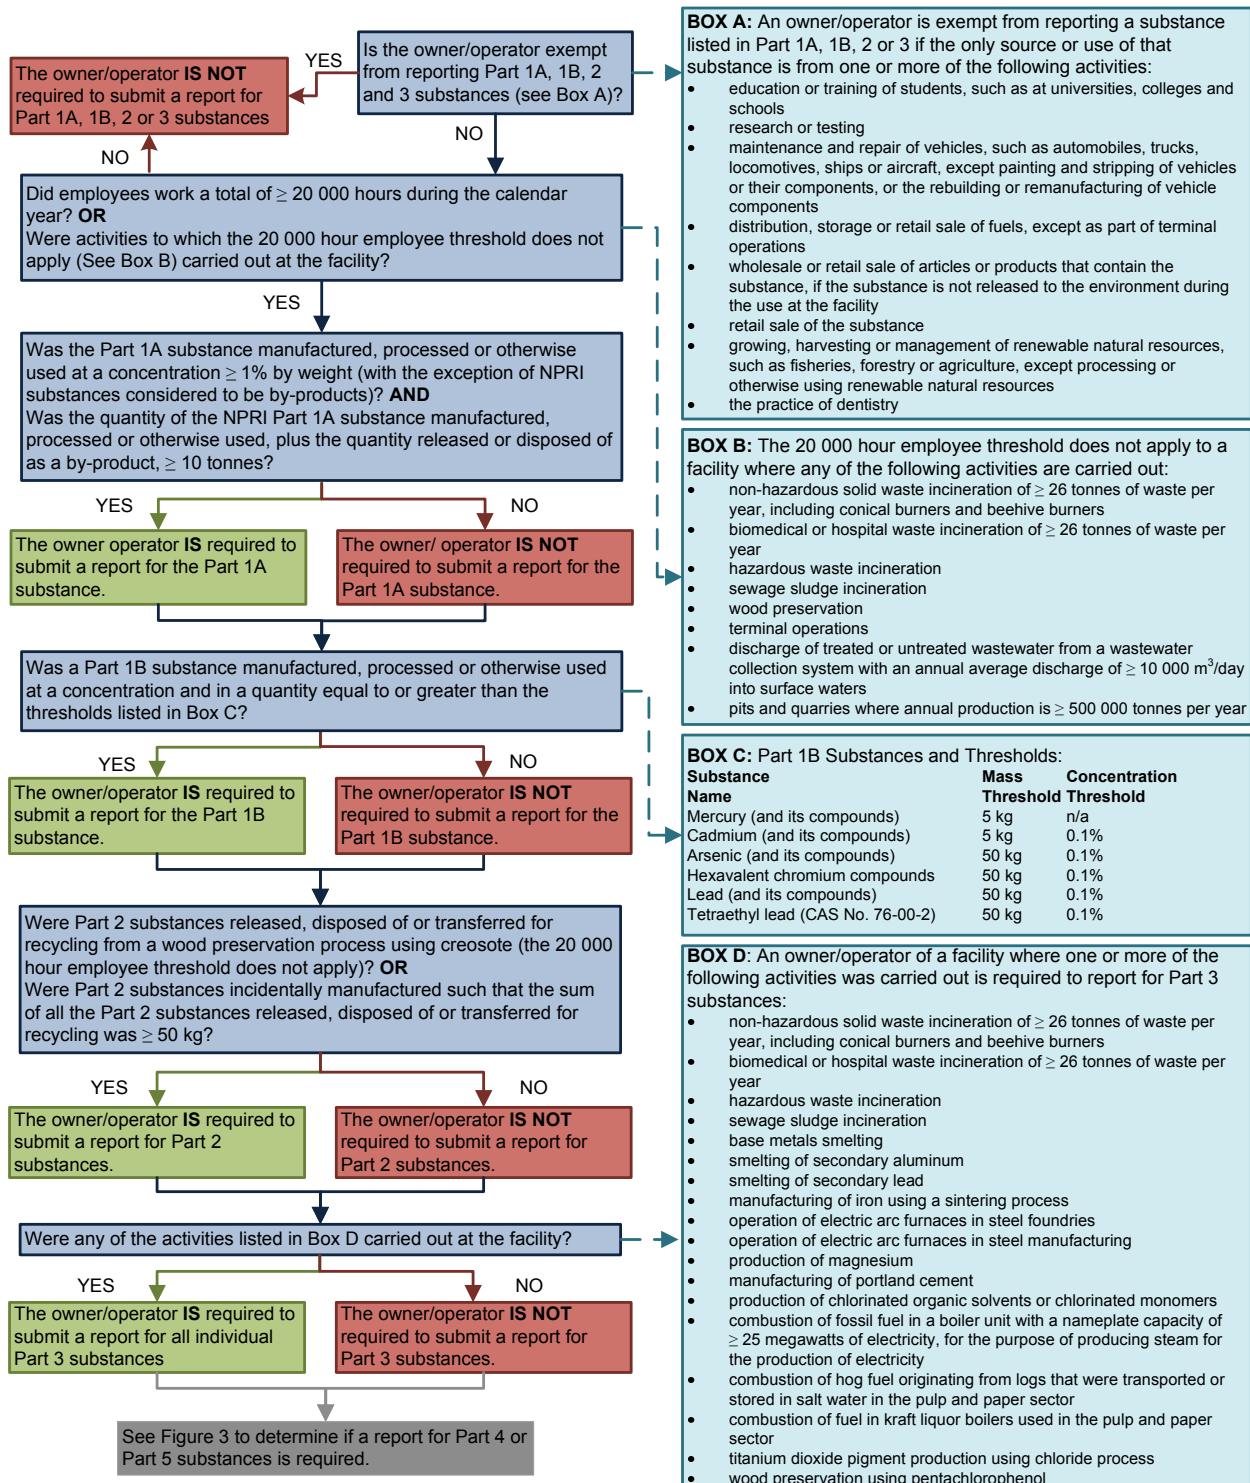 YES
Is the owner/operator exempt
from reporting Part 1A, 1B, 2
and 3 substances (see Box A)?
The owner/operator IS NOT
required to submit a report for
Part 1A, 1B, 2 or 3 substances
NO
NO
Did employees work a total of ≥ 20 000 hours during the calendar
year? OR
Were activities to which the 20 000 hour employee threshold does not
apply (See Box B) carried out at the facility?
YES
Was the Part 1A substance manufactured, processed or otherwise
used at a concentration ≥ 1% by weight (with the exception of NPRI
substances considered to be by-products)? AND
Was the quantity of the NPRI Part 1A substance manufactured,
processed or otherwise used, plus the quantity released or disposed of
as a by-product, ≥ 10 tonnes?
YES
NO
The owner operator IS required to
submit a report for the Part 1A
substance.
The owner/ operator IS NOT
required to submit a report for the
Part 1A substance.
Was a Part 1B substance manufactured, processed or otherwise used
at a concentration and in a quantity equal to or greater than the
thresholds listed in Box C?
YES
NO
The owner/operator IS required to
submit a report for the Part 1B
substance.
The owner/operator IS NOT
required to submit a report for the
Part 1B substance.
Were Part 2 substances released, disposed of or transferred for
recycling from a wood preservation process using creosote (the 20 000
hour employee threshold does not apply)? OR
Were Part 2 substances incidentally manufactured such that the sum
of all the Part 2 substances released, disposed of or transferred for
recycling was ≥ 50 kg?
YES
NO
The owner/operator IS required to
submit a report for Part 2
substances.
The owner/operator IS NOT
required to submit a report for
Part 2 substances.
Were any of the activities listed in Box D carried out at the facility?
YES
NO
The owner/operator IS required to
submit a report for all individual
Part 3 substances
The owner/operator IS NOT
required to submit a report for
Part 3 substances.
See Figure 3 to determine if a report for Part 4 or
Part 5 substances is required.
BOX A: An owner/operator is exempt from reporting a substance
listed in Part 1A, 1B, 2 or 3 if the only source or use of that
substance is from one or more of the following activities:
• education or training of students, such as at universities, colleges and
schools
• research or testing
• maintenance and repair of vehicles, such as automobiles, trucks,
locomotives, ships or aircraft, except painting and stripping of vehicles
or their components, or the rebuilding or remanufacturing of vehicle
components
• distribution, storage or retail sale of fuels, except as part of terminal
operations
• wholesale or retail sale of articles or products that contain the
substance, if the substance is not released to the environment during
the use at the facility
• retail sale of the substance
• growing, harvesting or management of renewable natural resources,
such as fisheries, forestry or agriculture, except processing or
otherwise using renewable natural resources
• the practice of dentistry
BOX B: The 20 000 hour employee threshold does not apply to a
facility where any of the following activities are carried out:
• non-hazardous solid waste incineration of ≥ 26 tonnes of waste per
year, including conical burners and beehive burners
• biomedical or hospital waste incineration of ≥ 26 tonnes of waste per
year
• hazardous waste incineration
• sewage sludge incineration
• wood preservation
• terminal operations
• discharge of treated or untreated wastewater from a wastewater
collection system with an annual average discharge of ≥ 10 000 m³/day
into surface waters
• pits and quarries where annual production is ≥ 500 000 tonnes per year
BOX C: Part 1B Substances and Thresholds:
Substance Mass Concentration
Name Threshold Threshold
Mercury (and its compounds) 5 kg n/a
Cadmium (and its compounds) 5 kg 0.1%
Arsenic (and its compounds) 50 kg 0.1%
Hexavalent chromium compounds 50 kg 0.1%
Lead (and its compounds) 50 kg 0.1%
Tetraethyl lead (CAS No. 76-00-2) 50 kg 0.1%
BOX D: An owner/operator of a facility where one or more of the
following activities was carried out is required to report for Part 3
substances:
• non-hazardous solid waste incineration of ≥ 26 tonnes of waste per
year, including conical burners and beehive burners
• biomedical or hospital waste incineration of ≥ 26 tonnes of waste per
year
• hazardous waste incineration
• sewage sludge incineration
• base metals smelting
• smelting of secondary aluminum
• smelting of secondary lead
• manufacturing of iron using a sintering process
• operation of electric arc furnaces in steel foundries
• operation of electric arc furnaces in steel manufacturing
• production of magnesium
• manufacturing of portland cement
• production of chlorinated organic solvents or chlorinated monomers
• combustion of fossil fuel in a boiler unit with a nameplate capacity of
≥ 25 megawatts of electricity, for the purpose of producing steam for
the production of electricity
• combustion of hog fuel originating from logs that were transported or
stored in salt water in the pulp and paper sector
• combustion of fuel in kraft liquor boilers used in the pulp and paper
sector
• titanium dioxide pigment production using chloride process
• wood preservation using pentachlorophenol